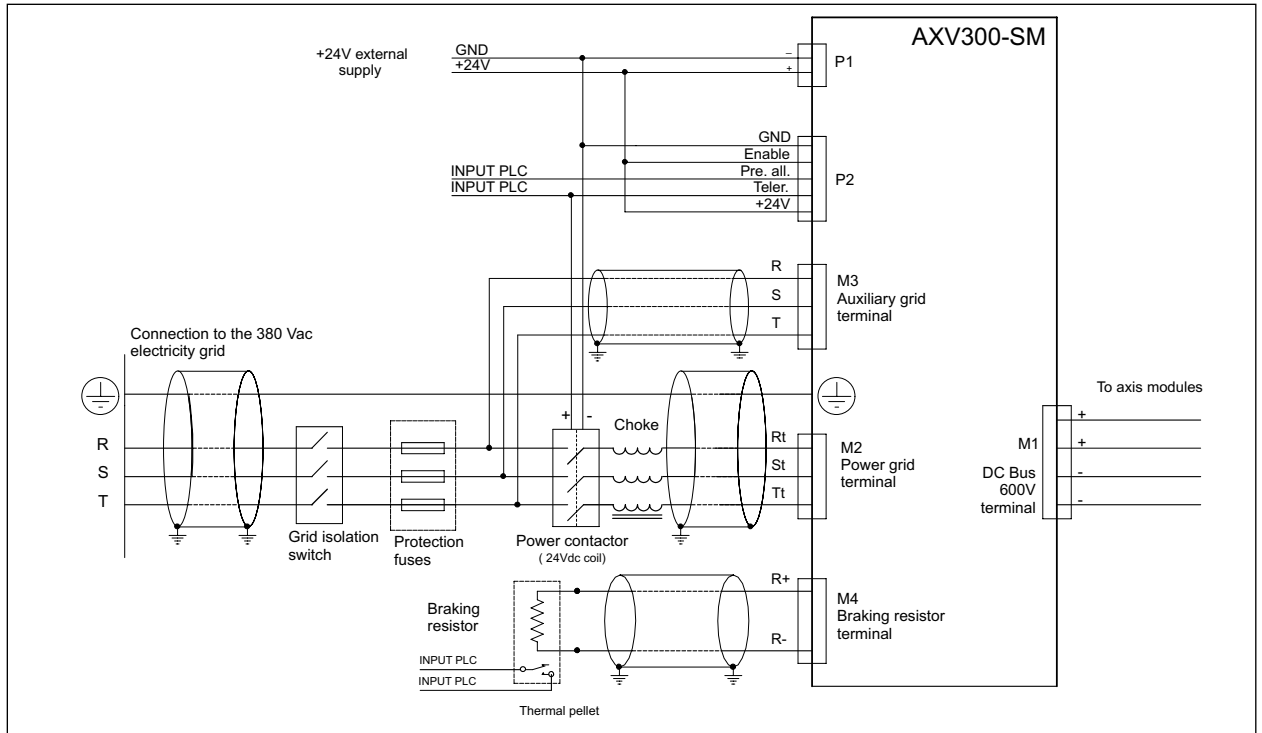 AXV300-SM
+24V external
supply
GND
+24V
–
+
P1
GND
Enable
INPUT PLC
Pre. all.
INPUT PLC
Teler.
+24V
P2
R
S
T
M3
Auxiliary grid
terminal
Connection to the 380 Vac
electricity grid
To axis modules
R
S
T
+ -
Choke
Rt
St
Tt
M2
Power grid
terminal
M1
DC Bus
600V
terminal
+
+
-
-
Grid isolation
switch
Protection
fuses
Power contactor
( 24Vdc coil)
Braking
resistor
R+
R-
M4
Braking resistor
terminal
INPUT PLC
INPUT PLC
Thermal pellet